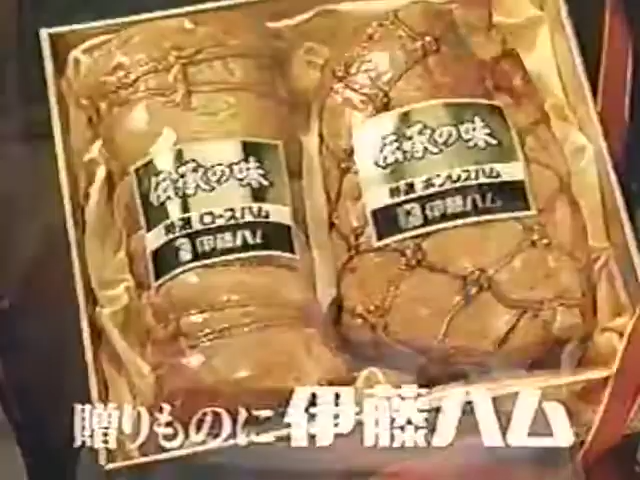 伝承の味
特選 ロースハム
伊藤ハム
伝承の味
特選 ボンレスハム
伊藤ハム
贈りものに 伊藤ハム